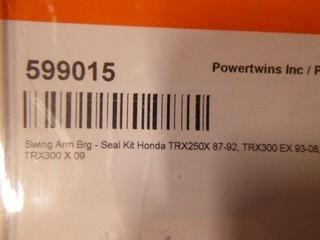 599015
Powertwins Inc / P
Swing Arm Brg - Seal Kit Honda TRX250X 87-92, TRX300 EX 93-08,
TRX300 X 09